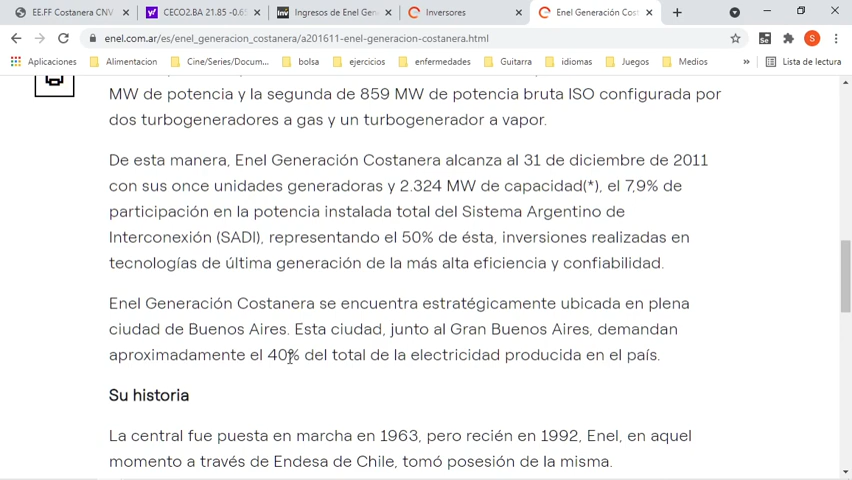 EE.FF Costanera CNV
CECO2.BA 21.85 -0.6
Ingresos de Enel Gene
Inversores
Enel Generación Cost
enel.com.ar/es/enel_generacion_costanera/a201611-enel-generacion-costanera.html
Aplicaciones
Alimentacion
Cine/Series/Docum...
bolsa
ejercicios
enfermedades
Guitarra
idiomas
Juegos
Medios
»
Lista de lectura
MW de potencia y la segunda de 859 MW de potencia bruta ISO configurada por
dos turbogeneradores a gas y un turbogenerador a vapor.
De esta manera, Enel Generación Costanera alcanza al 31 de diciembre de 2011
con sus once unidades generadoras y 2.324 MW de capacidad(*), el 7,9% de
participación en la potencia instalada total del Sistema Argentino de
Interconexión (SADI), representando el 50% de ésta, inversiones realizadas en
tecnologías de última generación de la más alta eficiencia y confiabilidad.
Enel Generación Costanera se encuentra estratégicamente ubicada en plena
ciudad de Buenos Aires. Esta ciudad, junto al Gran Buenos Aires, demandan
aproximadamente el 40% del total de la electricidad producida en el país.
Su historia
La central fue puesta en marcha en 1963, pero recién en 1992, Enel, en aquel
momento a través de Endesa de Chile, tomó posesión de la misma.